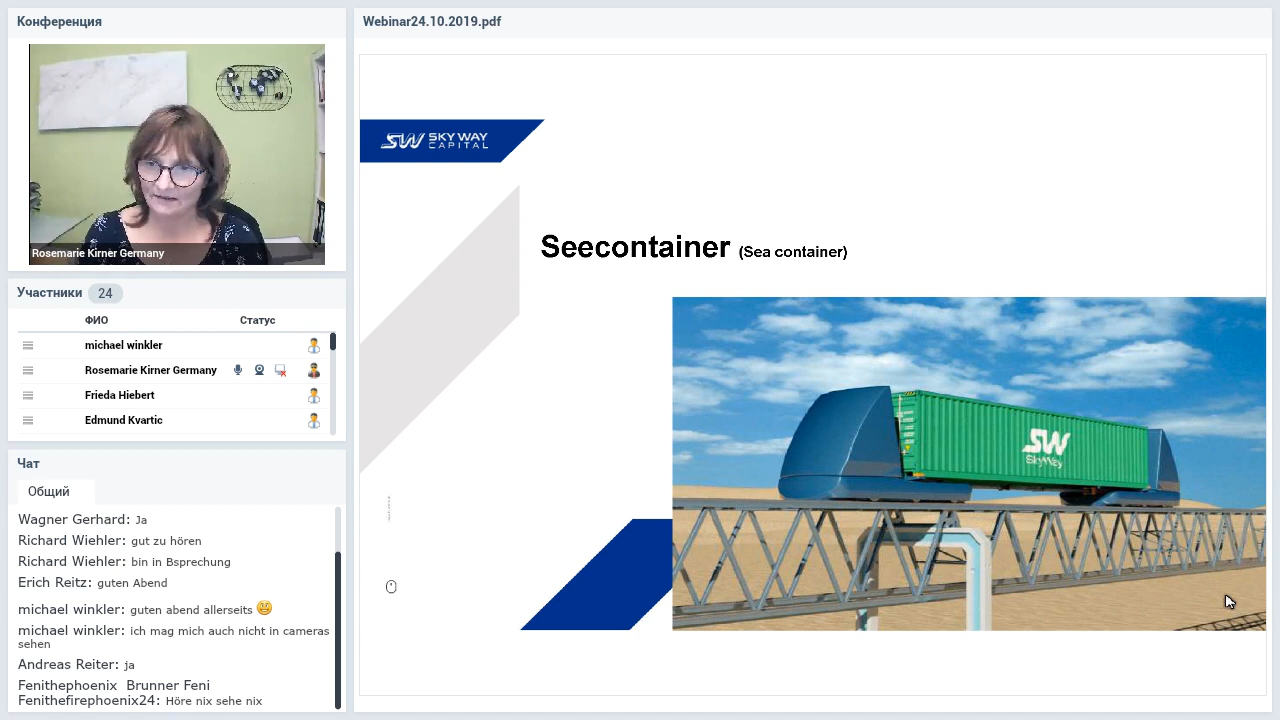 Конференция
Rosemarie Kirner Germany
Участники 24
ФИО Статус
michael winkler
Rosemarie Kirner Germany
Frieda Hiebert
Edmund Kvartic
Чат
Общий
Wagner Gerhard: Ja
Richard Wiehler: gut zu hören
Richard Wiehler: bin in Bsprechung
Erich Reitz: guten Abend
michael winkler: guten abend allerseits
michael winkler: ich mag mich auch nicht in cameras
sehen
Andreas Reiter: ja
Fenithephoenix Brunner Feni
Fenithefirephoenix24: Höre nix sehe nix
Webinar24.10.2019.pdf
SW SKY WAY
CAPITAL
Seecontainer (Sea container)
SW
SkyWay